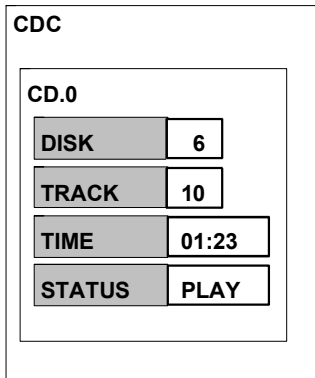 CDC
CD.0
DISK 6
TRACK 10
TIME 01:23
STATUS PLAY